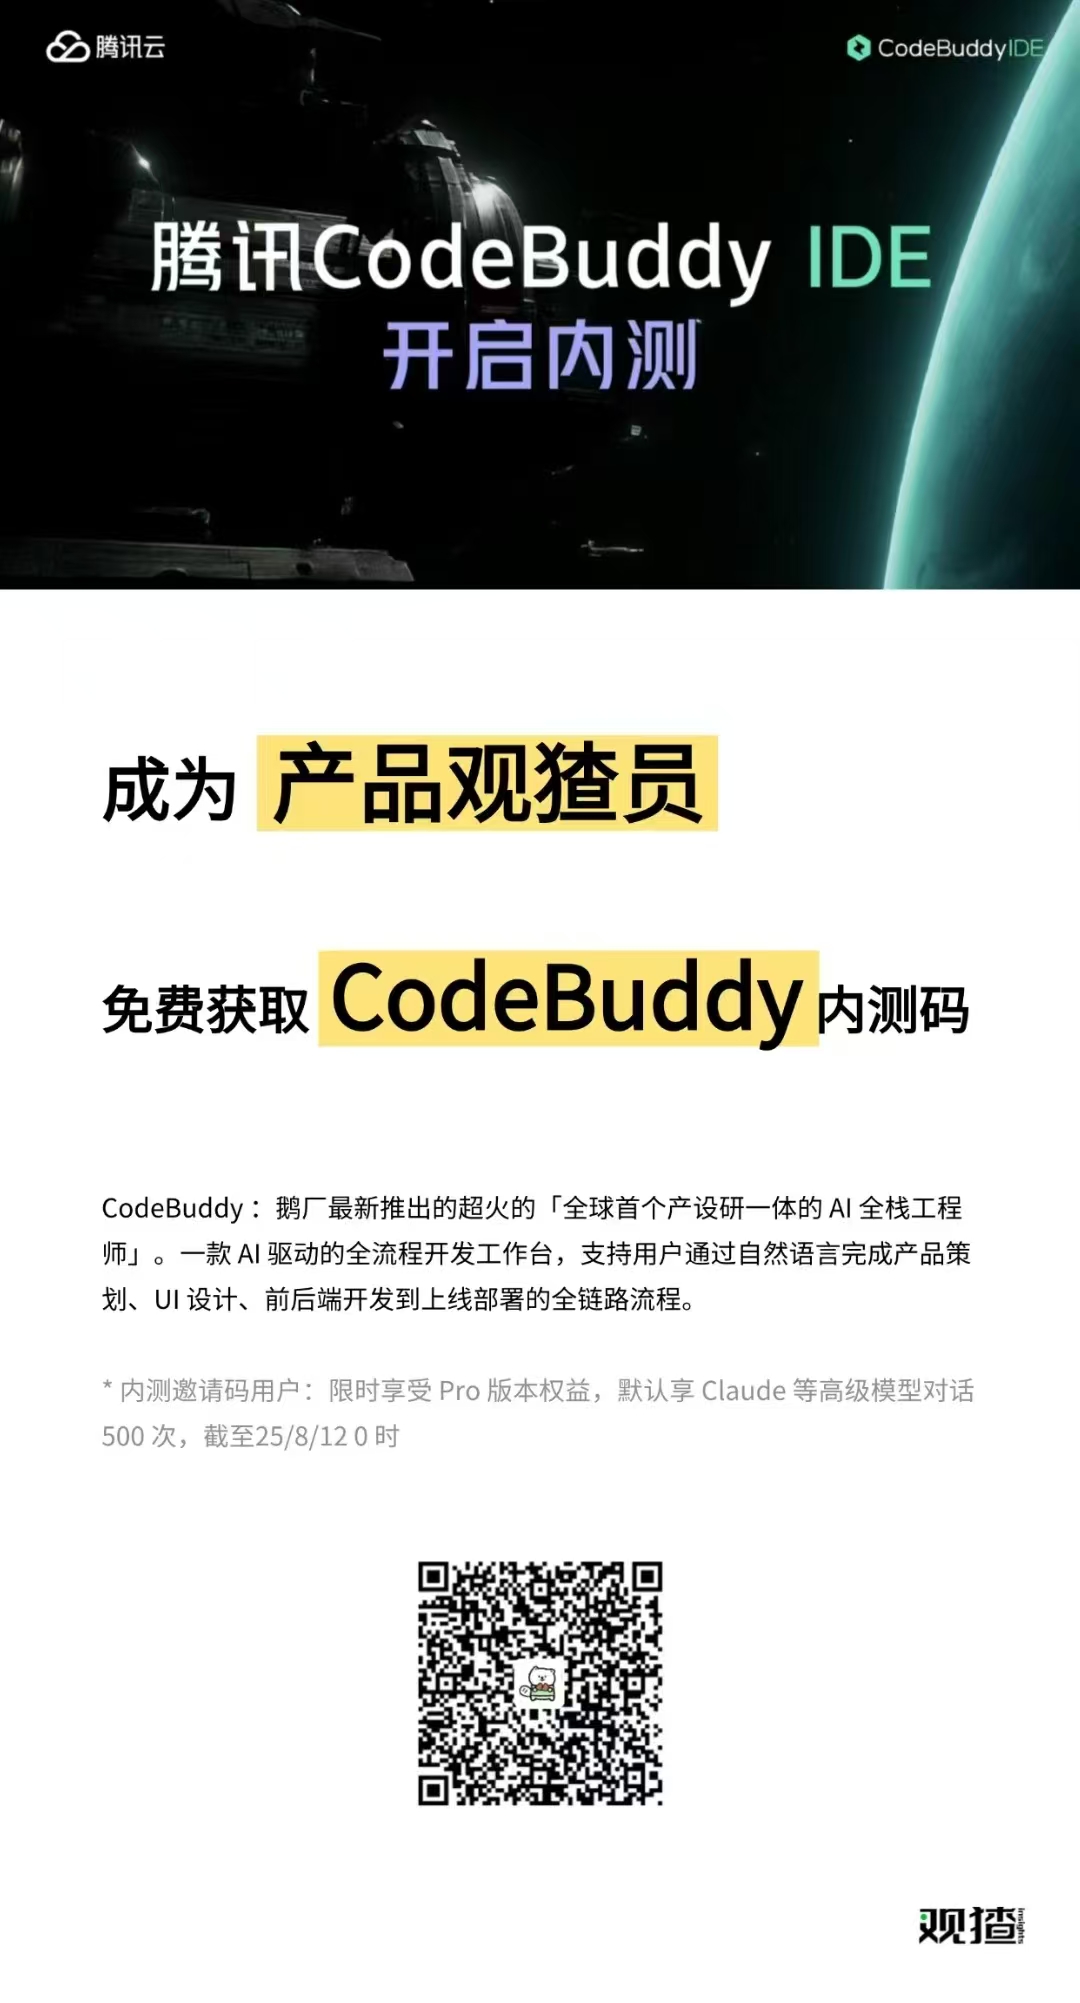 腾讯云
CodeBuddyIDE
腾讯CodeBuddy IDE
开启内测
成为 产品观猹员
免费获取 CodeBuddy 内测码
CodeBuddy：鹅厂最新推出的超火的「全球首个产设研一体的 AI 全栈工程
师」。一款 AI 驱动的全流程开发工作台，支持用户通过自然语言完成产品策
划、UI 设计、前后端开发到上线部署的全链路流程。
* 内测邀请码用户：限时享受 Pro 版本权益，默认享 Claude 等高级模型对话
500 次，截至25/8/12 0 时
观猹
Insights